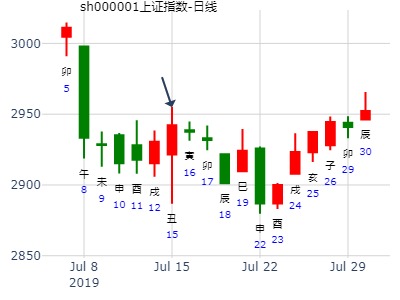 sh000001上证指数-日线
3000
2950
2900
2850
卯
5
午
8
未
9
申
10
酉
11
戌
12
丑
15
寅
16
卯
17
辰
18
巳
19
申
22
酉
23
戌
24
亥
25
子
26
卯
29
辰
30
Jul 8
2019
Jul 15
Jul 22
Jul 29